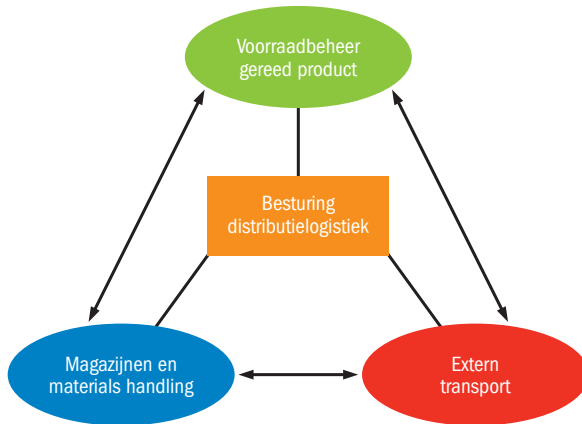 Voorraadbeheer
gereed product
Besturing
distributielogistiek
Magazijnen en
materials handling
Extern
transport